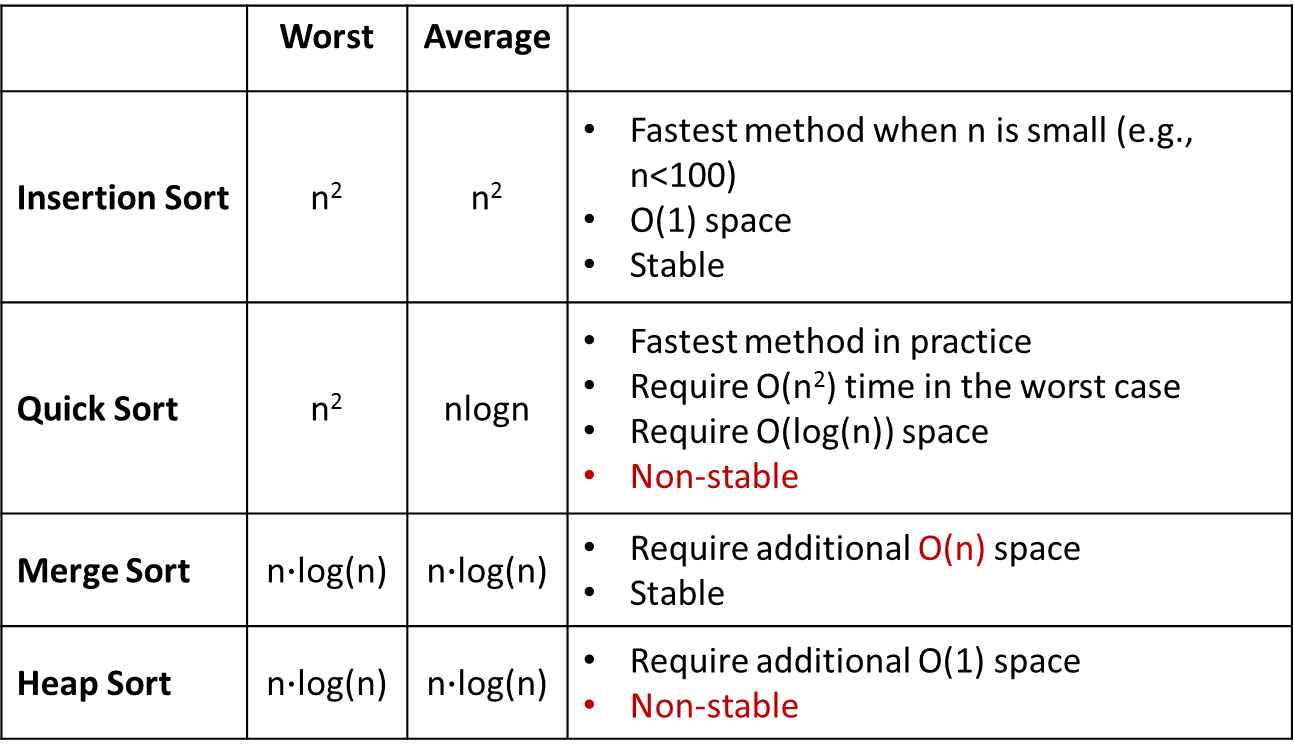 Worst Average
Insertion Sort n² n²
• Fastest method when n is small (e.g.,
n<100)
• O(1) space
• Stable
Quick Sort n² nlogn
• Fastest method in practice
• Require O(n²) time in the worst case
• Require O(log(n)) space
• Non-stable
Merge Sort n·log(n) n·log(n)
• Require additional O(n) space
• Stable
Heap Sort n·log(n) n·log(n)
• Require additional O(1) space
• Non-stable